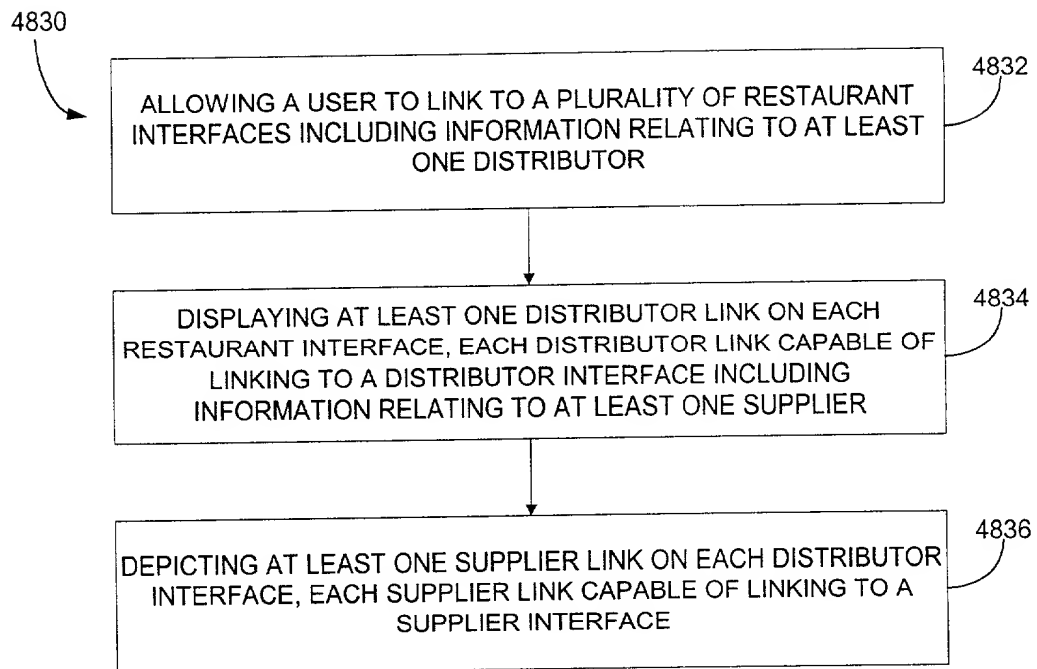 4830
4832
ALLOWING A USER TO LINK TO A PLURALITY OF RESTAURANT
INTERFACES INCLUDING INFORMATION RELATING TO AT LEAST
ONE DISTRIBUTOR
4834
DISPLAYING AT LEAST ONE DISTRIBUTOR LINK ON EACH
RESTAURANT INTERFACE, EACH DISTRIBUTOR LINK CAPABLE OF
LINKING TO A DISTRIBUTOR INTERFACE INCLUDING
INFORMATION RELATING TO AT LEAST ONE SUPPLIER
4836
DEPICTING AT LEAST ONE SUPPLIER LINK ON EACH DISTRIBUTOR
INTERFACE, EACH SUPPLIER LINK CAPABLE OF LINKING TO A
SUPPLIER INTERFACE